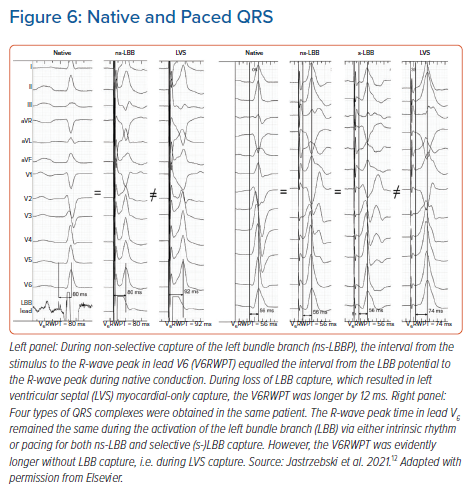 Figure 6: Native and Paced QRS
Native ns-LBB LVS Native ns-LBB s-LBB LVS
I
II
III
aVR
aVL
aVF
V1
= ≠ = = ≠
V2
V3
V4
V5
V6
80 ms 80 ms 92 ms
LBB
lead
56 ms 56 ms 56 ms 74 ms
V6RWPT = 80 ms V6RWPT = 80 ms V6RWPT = 92 ms V6RWPT = 56 ms V6RWPT = 56 ms V6RWPT = 56 ms V6RWPT = 74 ms
Left panel: During non-selective capture of the left bundle branch (ns-LBBP), the interval from the
stimulus to the R-wave peak in lead V6 (V6RWPT) equalled the interval from the LBB potential to
the R-wave peak during native conduction. During loss of LBB capture, which resulted in left
ventricular septal (LVS) myocardial-only capture, the V6RWPT was longer by 12 ms. Right panel:
Four types of QRS complexes were obtained in the same patient. The R-wave peak time in lead V6
remained the same during the activation of the left bundle branch (LBB) via either intrinsic rhythm
or pacing for both ns-LBB and selective (s-)LBB capture. However, the V6RWPT was evidently
longer without LBB capture, i.e. during LVS capture. Source: Jastrzebski et al. 2021.12 Adapted with
permission from Elsevier.